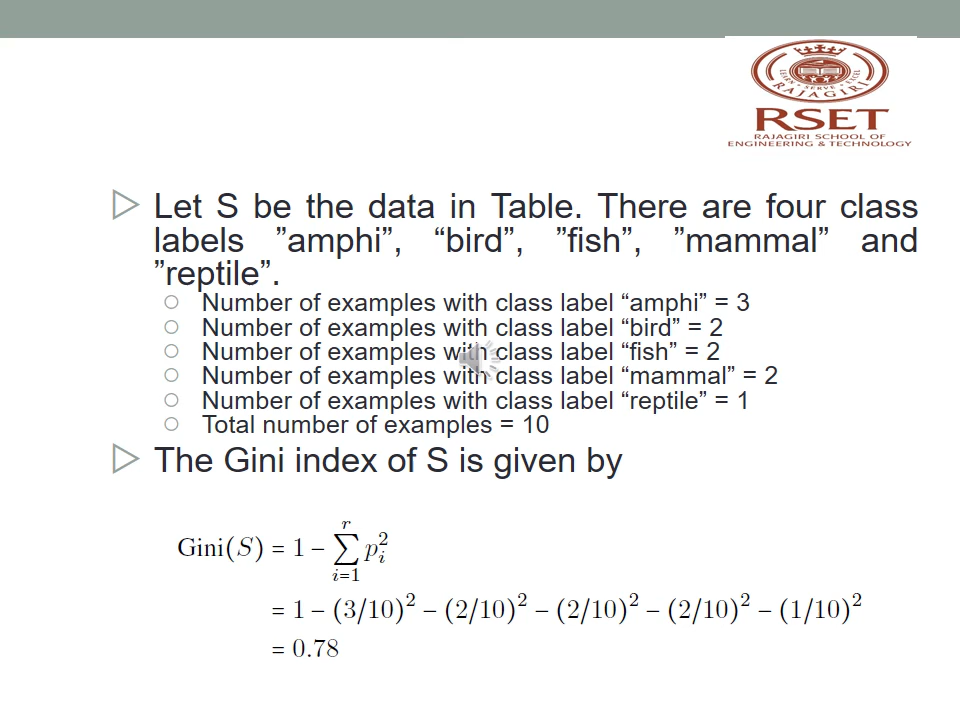 LEARN · SERVE · EXCEL
RAJAGIRI
RSET
RAJAGIRI SCHOOL OF
ENGINEERING & TECHNOLOGY
Let S be the data in Table. There are four class
labels ”amphi”, “bird”, ”fish”, ”mammal” and
”reptile”.
Number of examples with class label “amphi” = 3
Number of examples with class label “bird” = 2
Number of examples with class label “fish” = 2
Number of examples with class label “mammal” = 2
Number of examples with class label “reptile” = 1
Total number of examples = 10
The Gini index of S is given by
Gini(S) = 1 − ∑_{i=1}^{r} p_i^2
= 1 − (3/10)^2 − (2/10)^2 − (2/10)^2 − (2/10)^2 − (1/10)^2
= 0.78